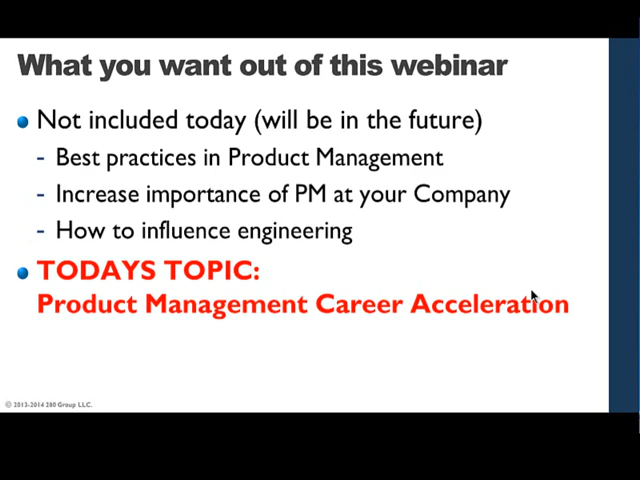 What you want out of this webinar
Not included today (will be in the future)
- Best practices in Product Management
- Increase importance of PM at your Company
- How to influence engineering
TODAYS TOPIC:
Product Management Career Acceleration
© 2013-2014 280 Group LLC.